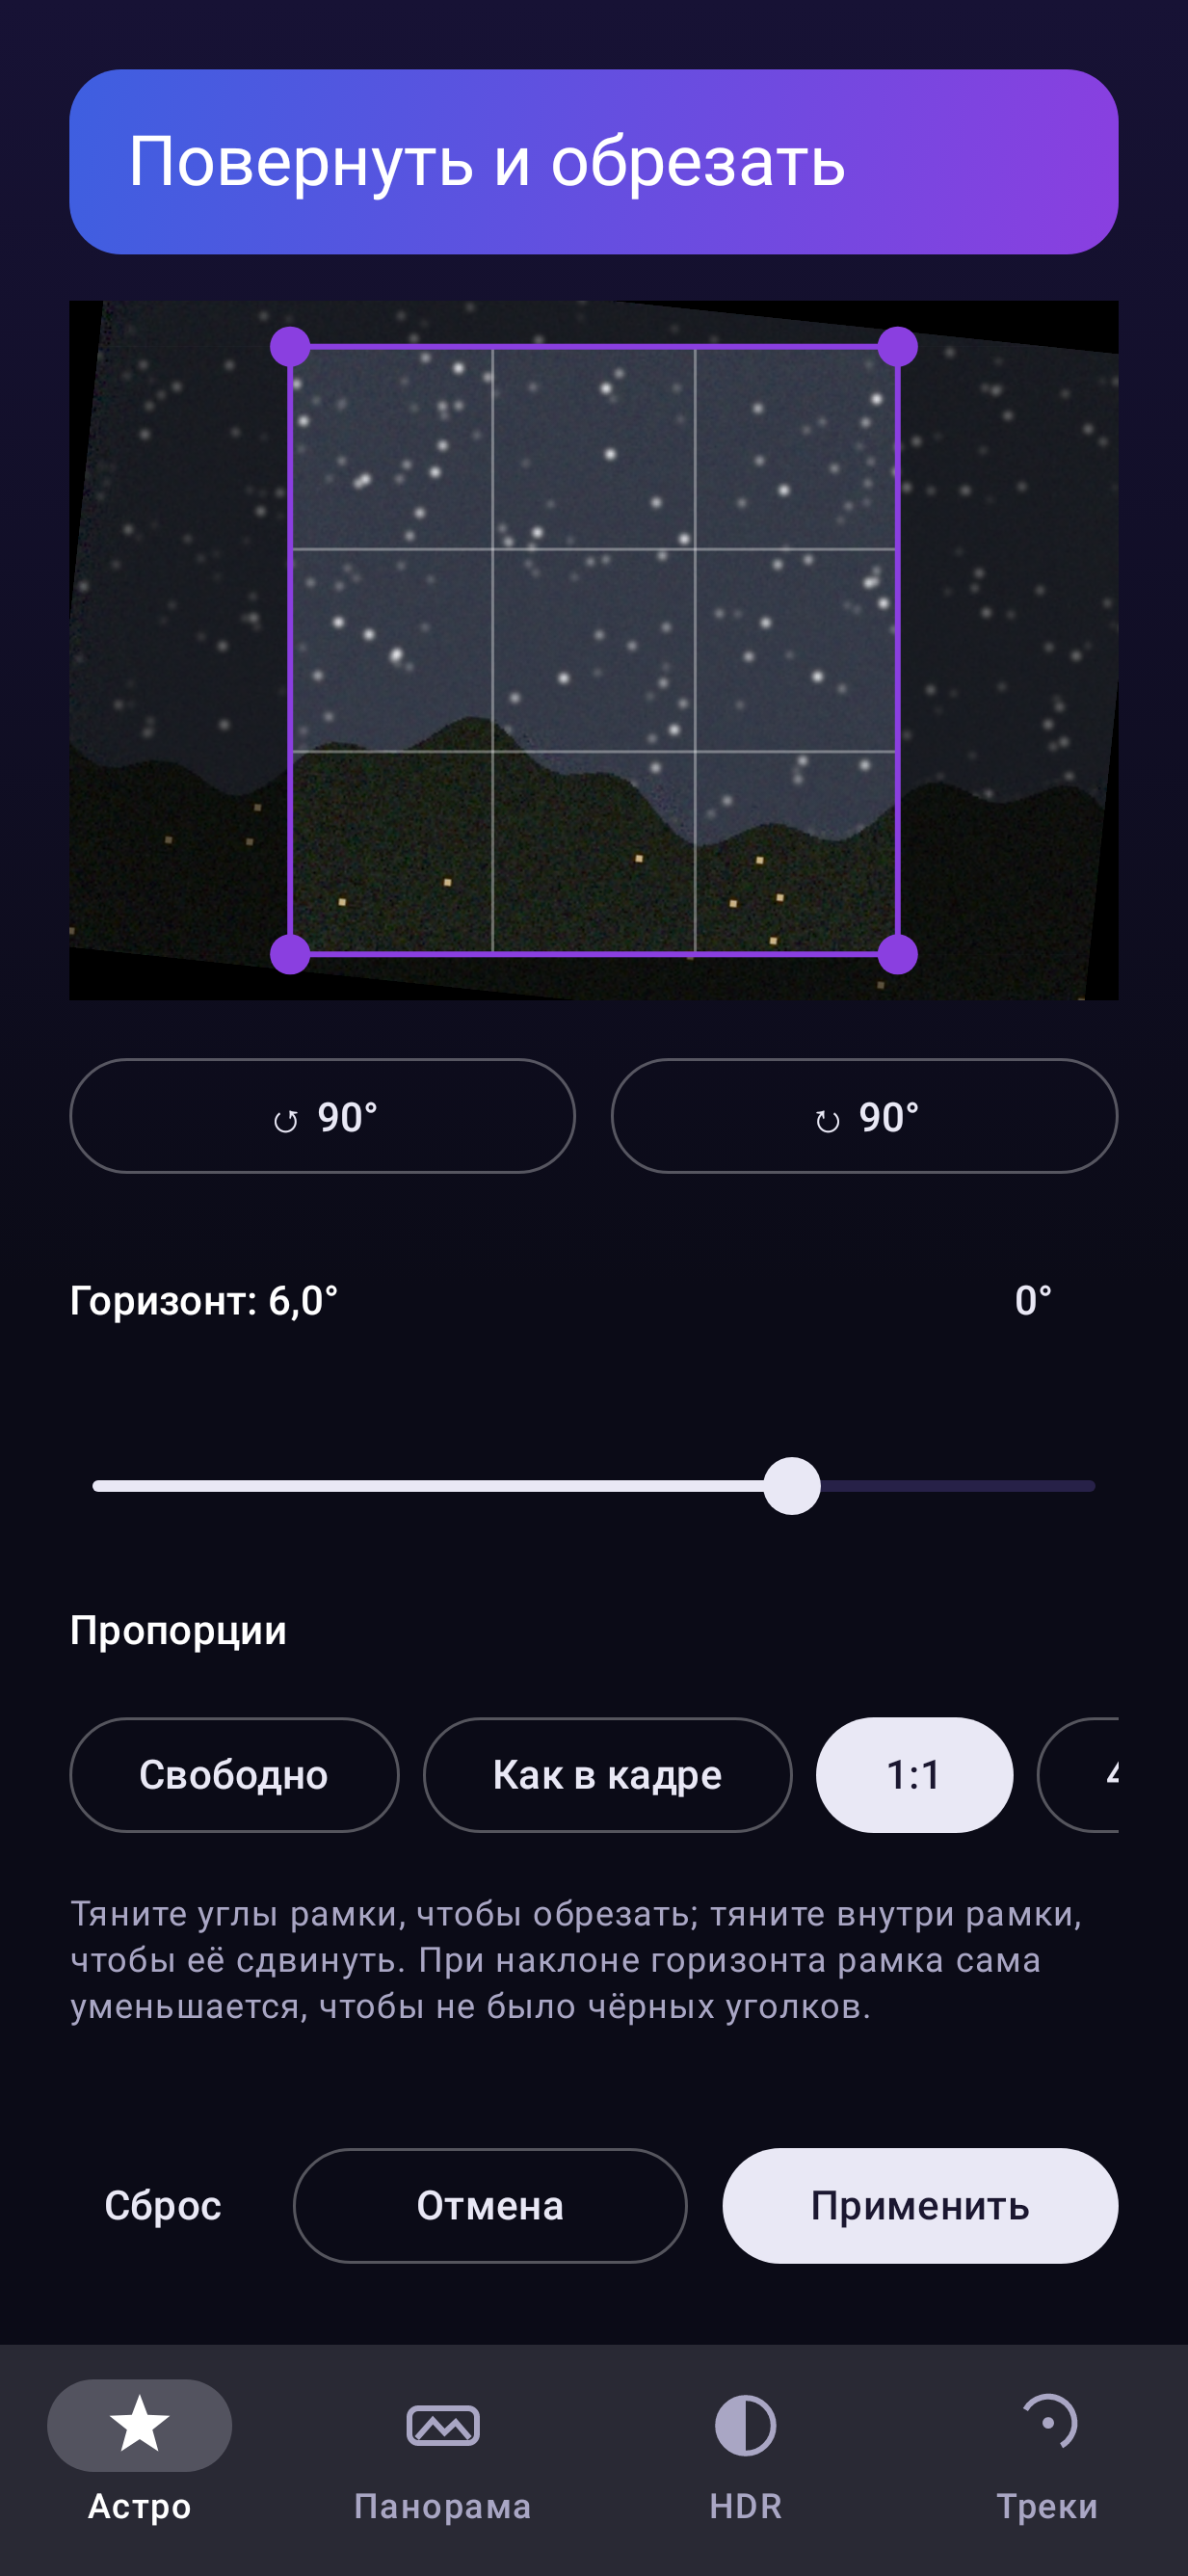 Повернуть и обрезать
90°
90°
Горизонт: 6,0°
0°
Пропорции
Свободно
Как в кадре
1:1
Тяните углы рамки, чтобы обрезать; тяните внутри рамки,
чтобы её сдвинуть. При наклоне горизонта рамка сама
уменьшается, чтобы не было чёрных уголков.
Сброс
Отмена
Применить
Астро
Панорама
HDR
Треки